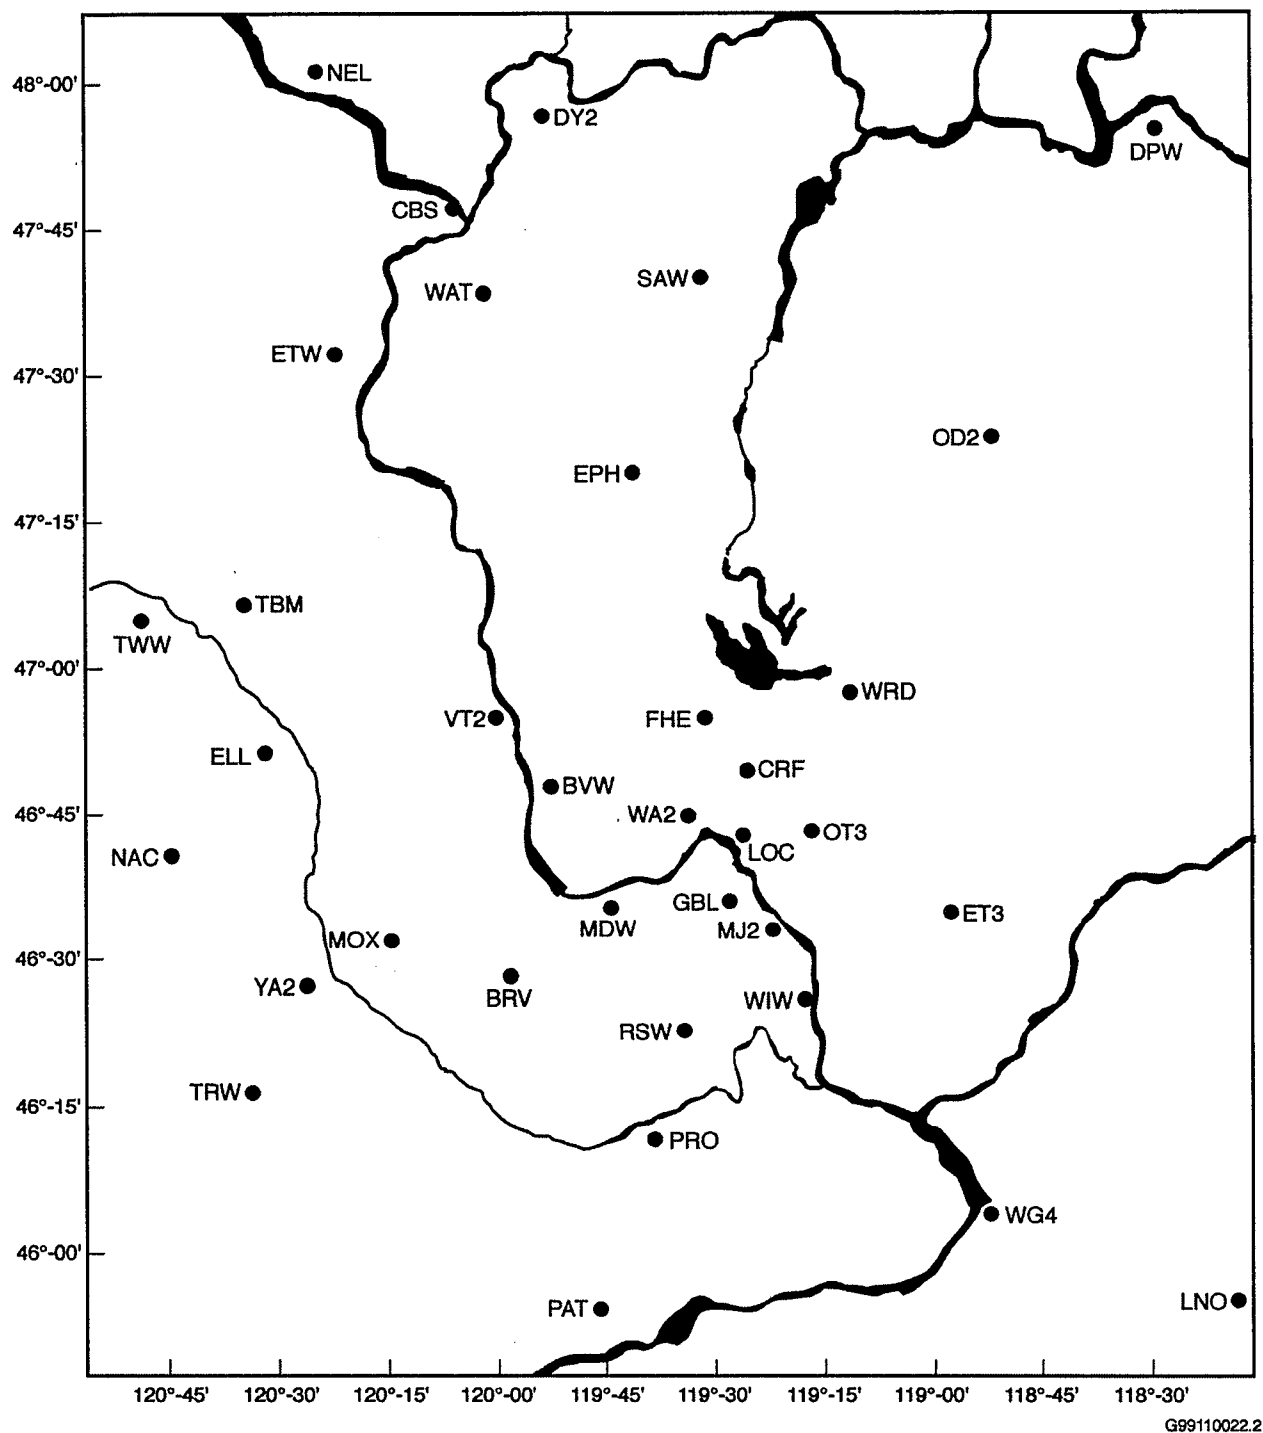 NEL
48°-00'
DY2
DPW
CBS
47°-45'
SAW
WAT
ETW
47°-30'
OD2
EPH
47°-15'
TBM
TWW
47°-00'
WRD
VT2
FHE
ELL
CRF
BVW
46°-45'
WA2
OT3
LOC
NAC
GBL
ET3
MDW
MJ2
MOX
46°-30'
YA2
BRV
WIW
RSW
TRW
46°-15'
PRO
WG4
46°-00'
PAT
LNO
120°-45' 120°-30' 120°-15' 120°-00' 119°-45' 119°-30' 119°-15' 119°-00' 118°-45' 118°-30'
G99110022.2